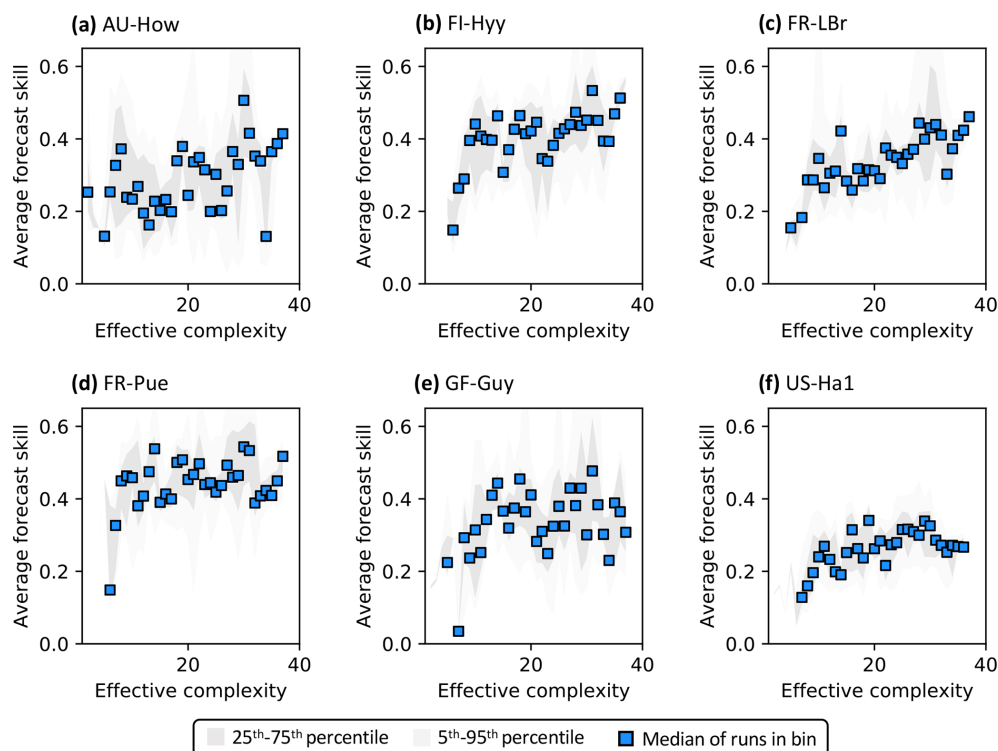 (a) AU-How
(b) FI-Hyy
(c) FR-LBr
Average forecast skill
0.6
0.4
0.2
0.0
20
40
Effective complexity
Average forecast skill
0.6
0.4
0.2
0.0
20
40
Effective complexity
Average forecast skill
0.6
0.4
0.2
0.0
20
40
Effective complexity
(d) FR-Pue
(e) GF-Guy
(f) US-Ha1
Average forecast skill
0.6
0.4
0.2
0.0
20
40
Effective complexity
Average forecast skill
0.6
0.4
0.2
0.0
20
40
Effective complexity
Average forecast skill
0.6
0.4
0.2
0.0
20
40
Effective complexity
25th-75th percentile
5th-95th percentile
Median of runs in bin